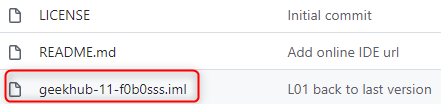 LICENSE Initial commit
README.md Add online IDE url
geekhub-11-f0b0sss.iml L01 back to last version